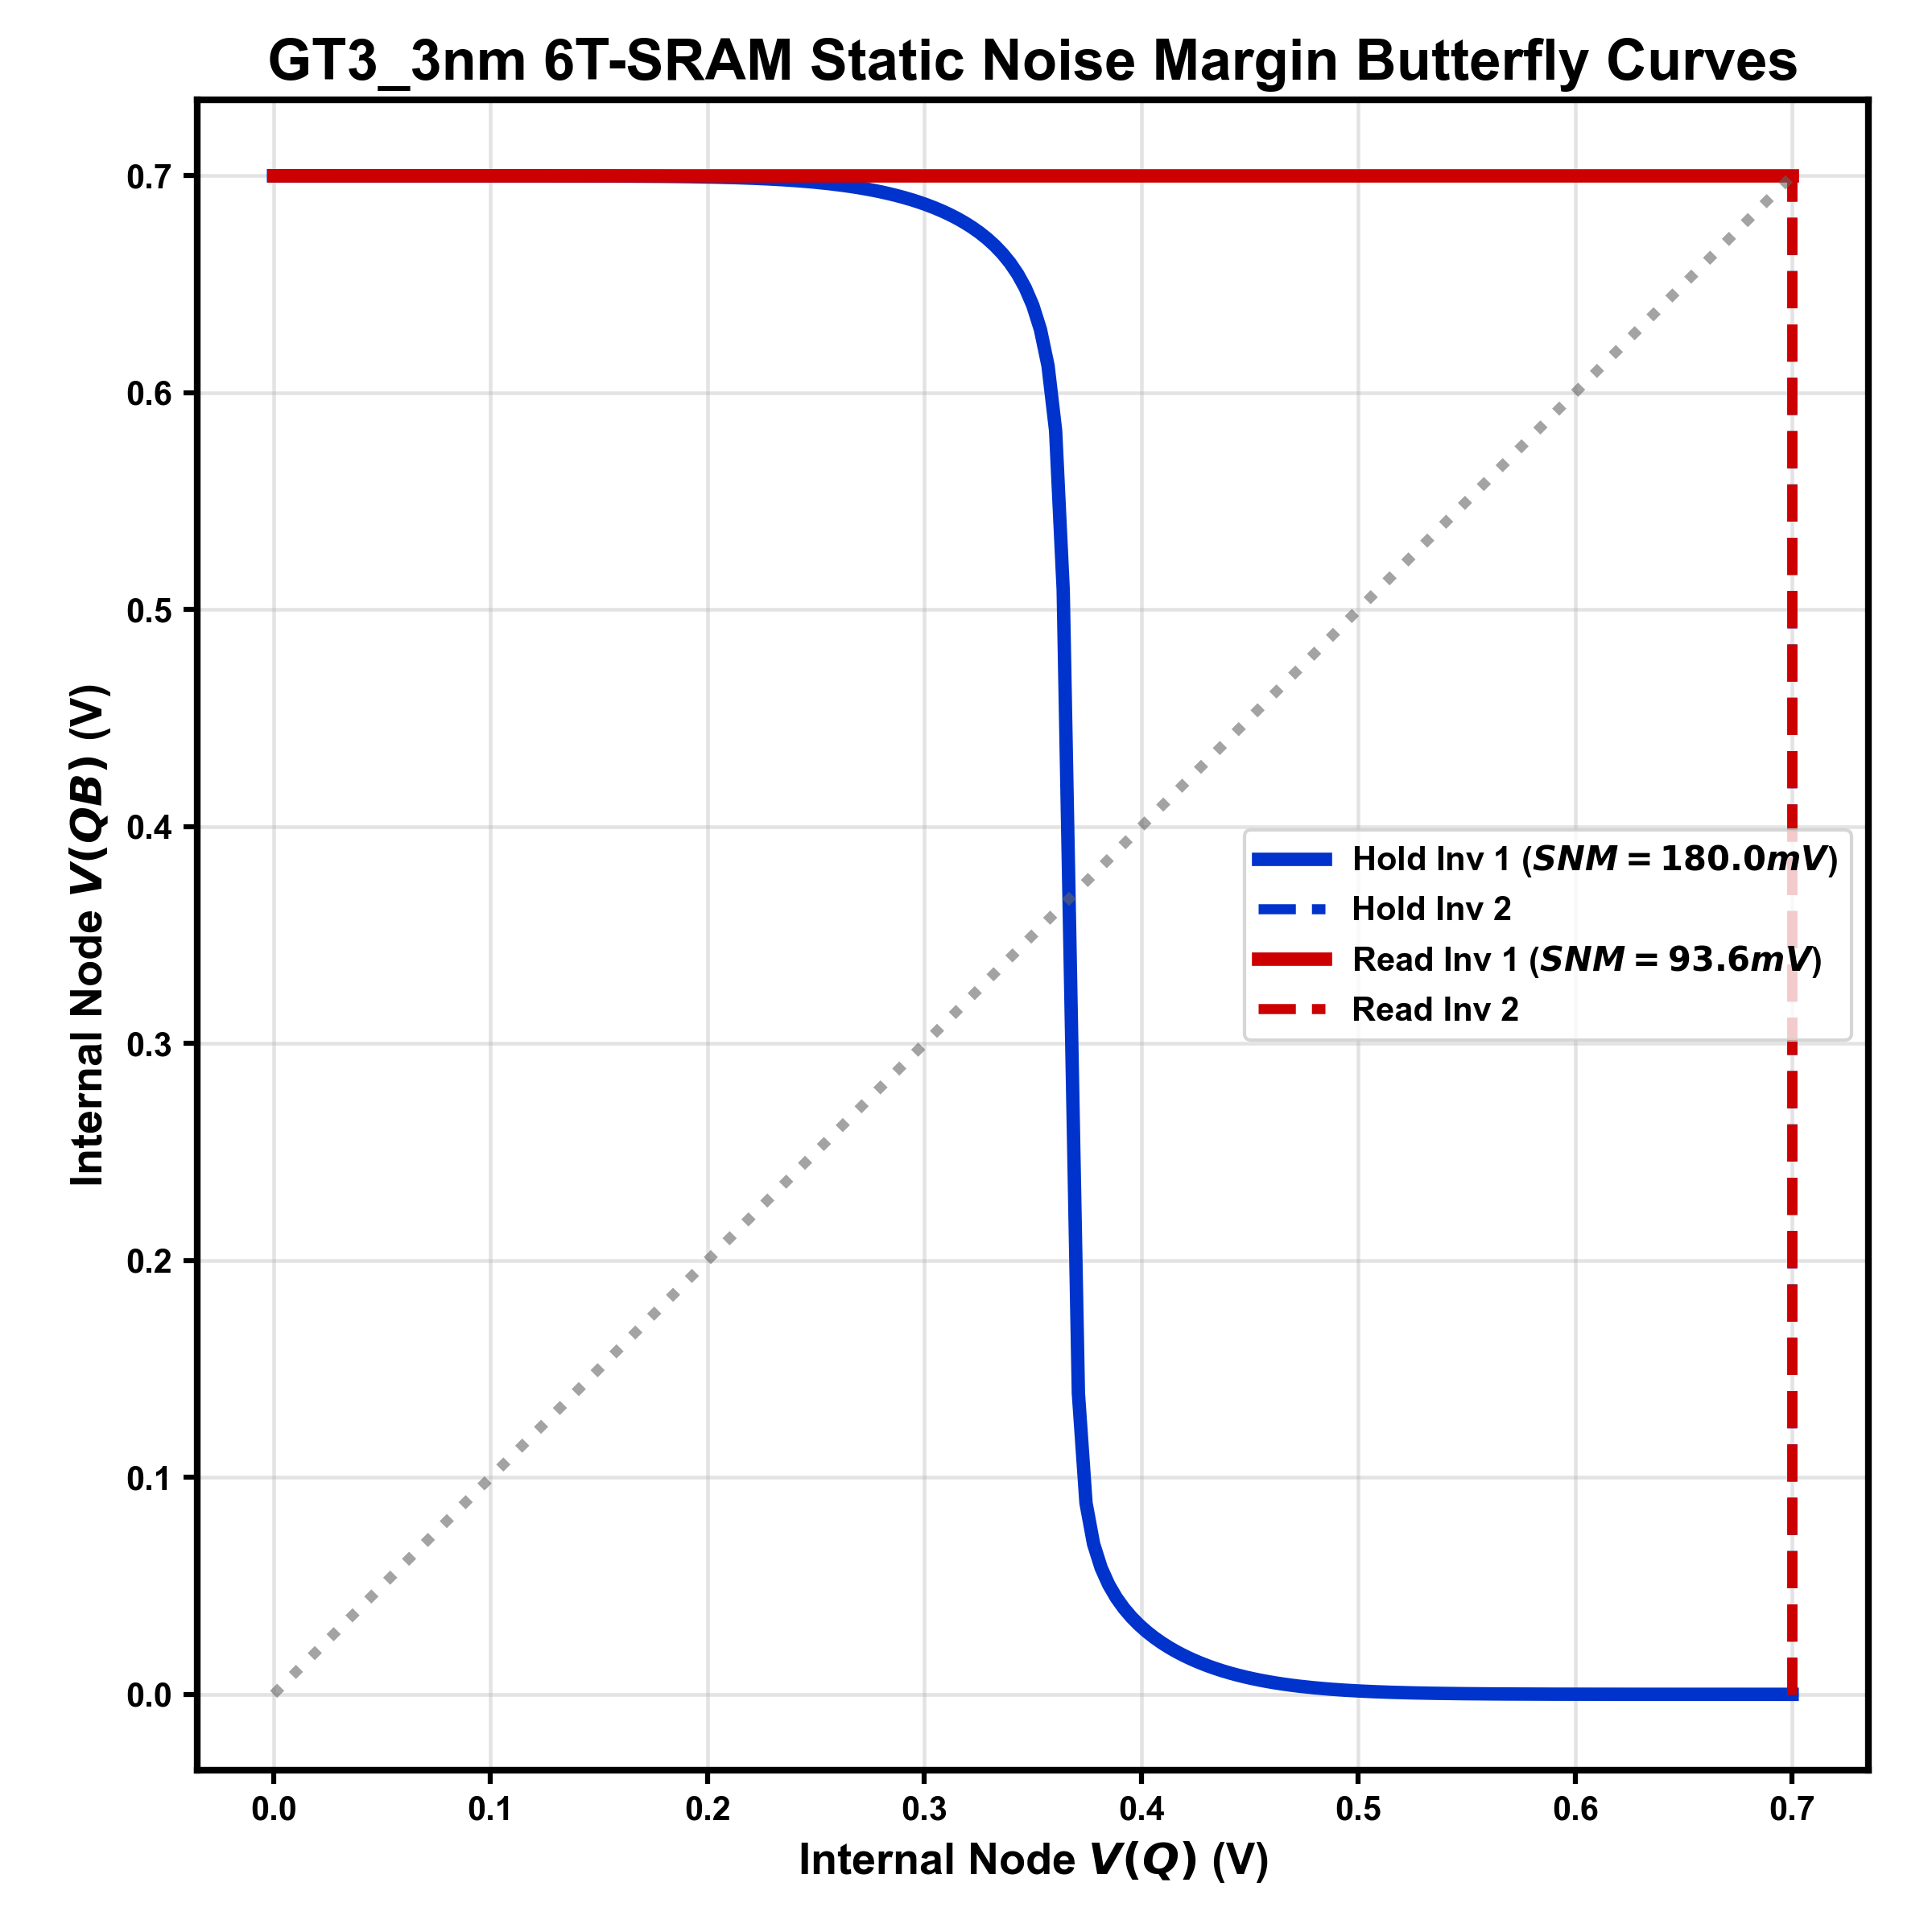 GT3_3nm 6T-SRAM Static Noise Margin Butterfly Curves
Internal Node V(QB) (V)
0.7
0.6
0.5
0.4
0.3
0.2
0.1
0.0
Hold Inv 1 (SNM = 180.0mV)
Hold Inv 2
Read Inv 1 (SNM = 93.6mV)
Read Inv 2
0.0 0.1 0.2 0.3 0.4 0.5 0.6 0.7
Internal Node V(Q) (V)